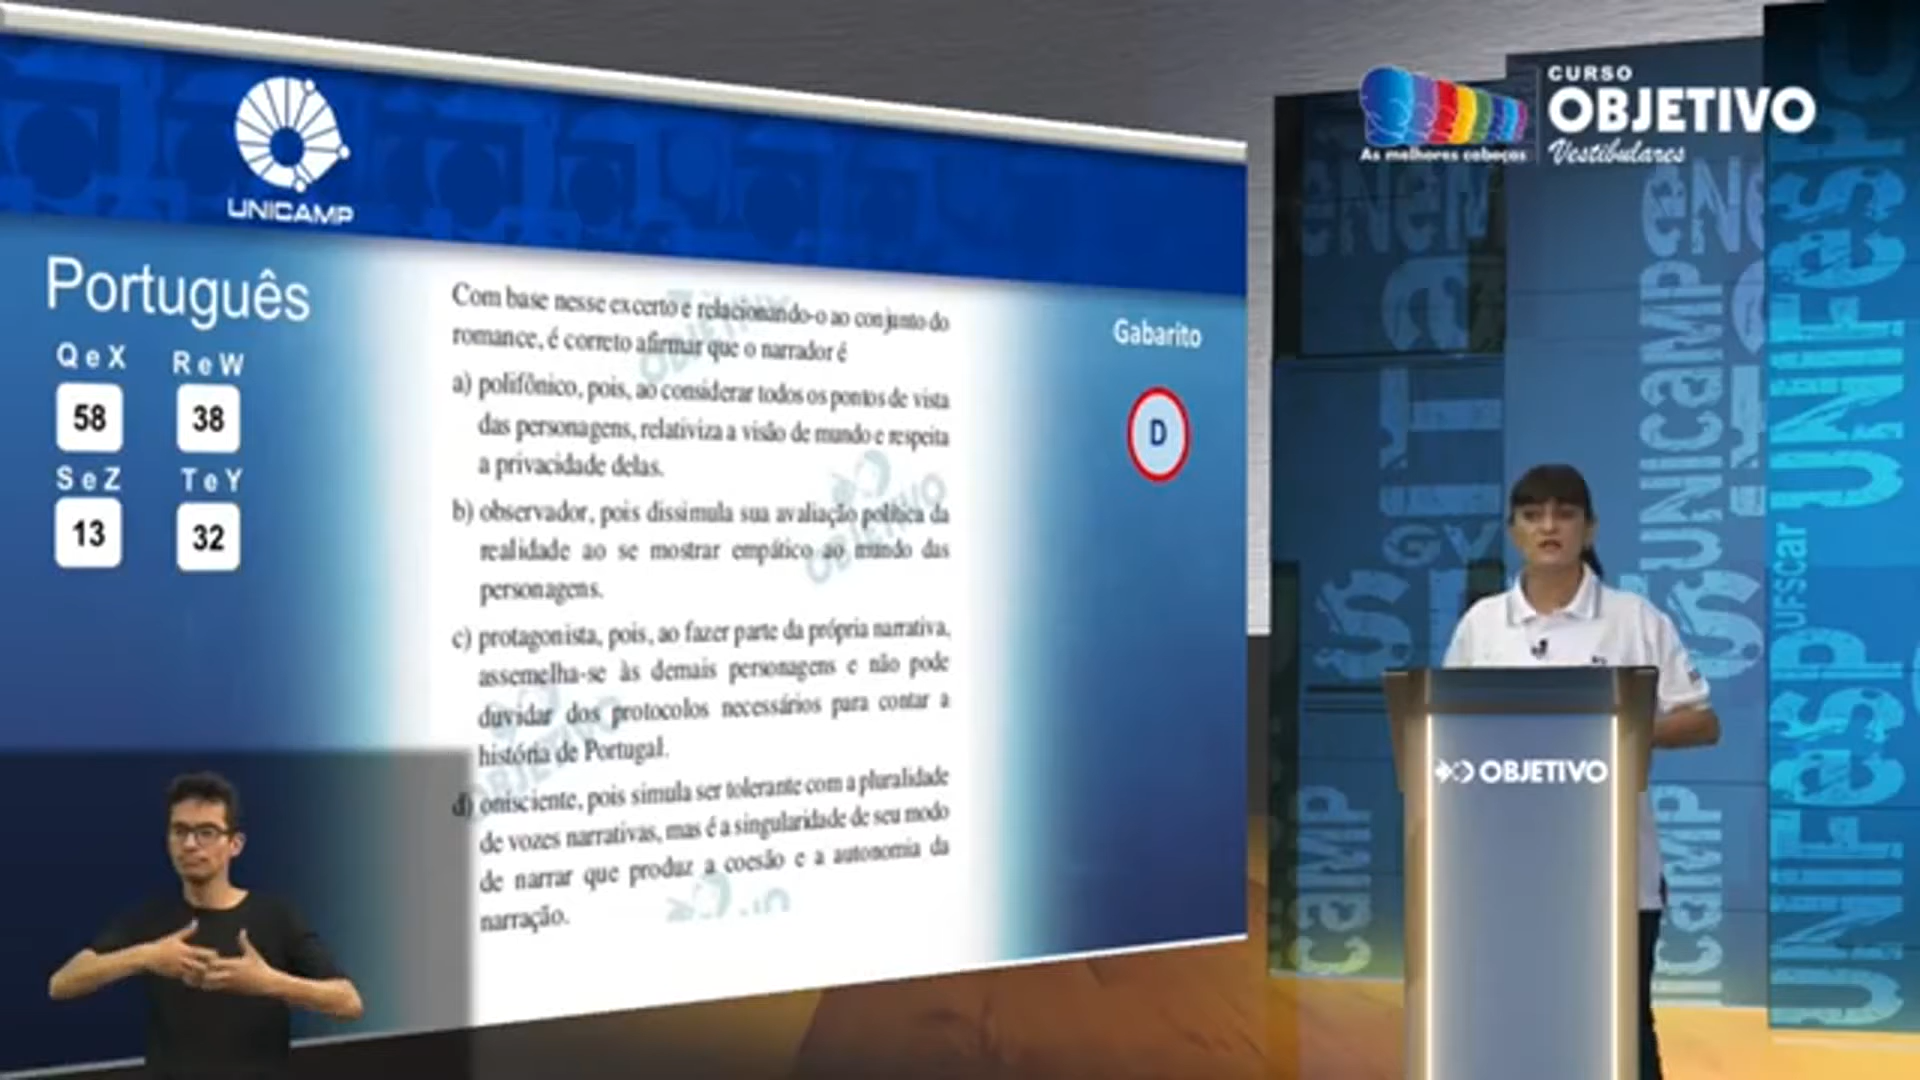 UNICAMP
Português
Q e X
R e W
58
38
S e Z
T e Y
13
32
Com base nesse excerto e relacionando-o ao conjunto do
romance, é correto afirmar que o narrador é
a) polifônico, pois, ao considerar todos os pontos de vista
das personagens, relativiza a visão de mundo e respeita
a privacidade delas.
b) observador, pois dissimula sua avaliação política da
realidade ao se mostrar empático ao mundo das
personagens.
c) protagonista, pois, ao fazer parte da própria narrativa,
assemelha-se às demais personagens e não pode
duvidar dos protocolos necessários para contar a
história de Portugal.
d) onisciente, pois simula ser tolerante com a pluralidade
de vozes narrativas, mas é a singularidade de seu modo
de narrar que produz a coesão e a autonomia da
narração.
Gabarito
D
CURSO
OBJETIVO
As melhores cabeças
Vestibulares
OBJETIVO
eNeM
UNICAMP
UNIFESP
UFSCar
UNIFESP